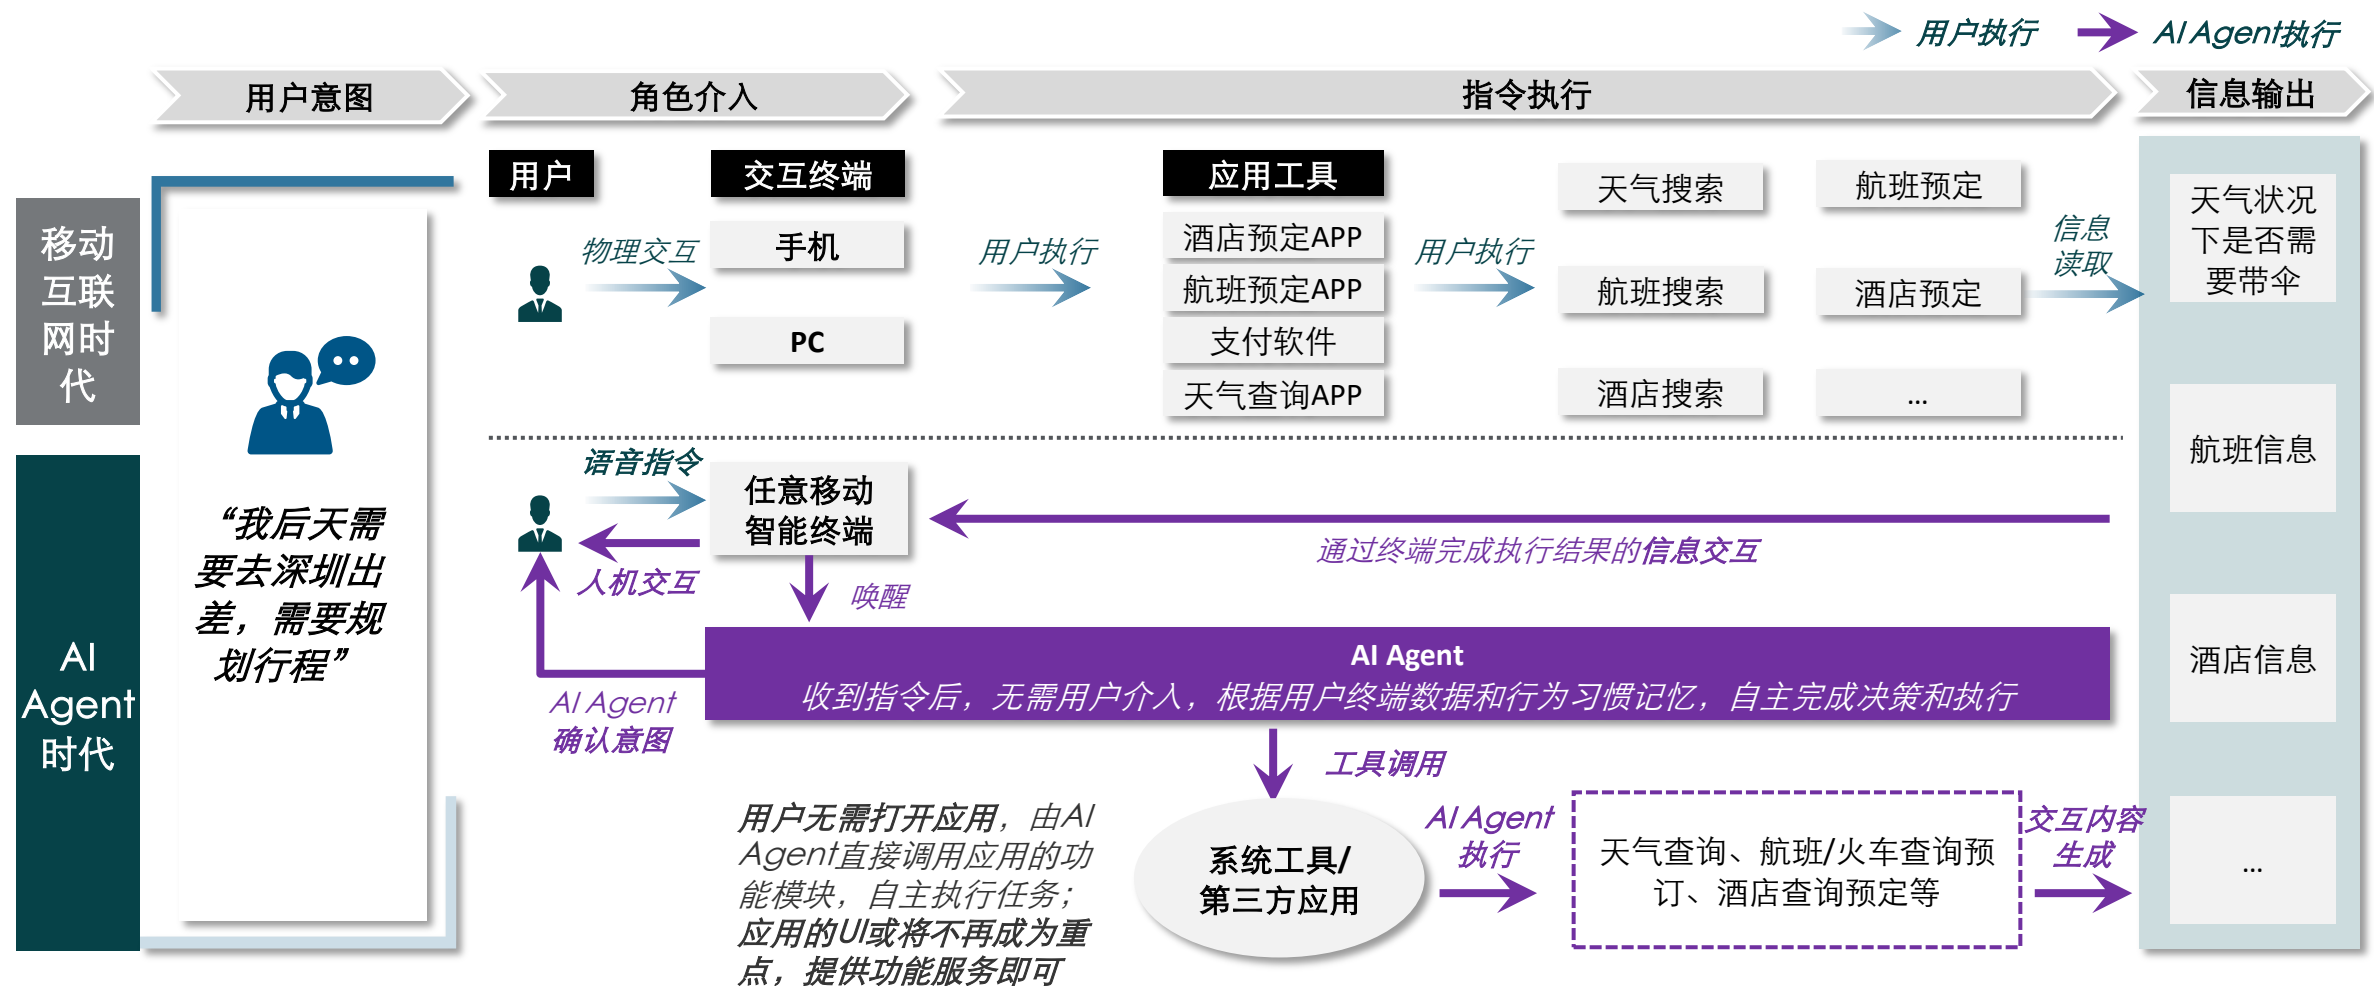 用户执行
AI Agent执行
用户意图
角色介入
指令执行
信息输出
移动
互联
网时
代
AI
Agent
时代
“我后天需
要去深圳出
差，需要规
划行程”
用户
交互终端
应用工具
物理交互
手机
PC
用户执行
酒店预定APP
航班预定APP
支付软件
天气查询APP
用户执行
天气搜索
航班预定
航班搜索
酒店预定
酒店搜索
...
信息
读取
天气状况
下是否需
要带伞
航班信息
酒店信息
...
语音指令
任意移动
智能终端
人机交互
唤醒
通过终端完成执行结果的信息交互
AI Agent
收到指令后，无需用户介入，根据用户终端数据和行为习惯记忆，自主完成决策和执行
AI Agent
确认意图
工具调用
用户无需打开应用，由AI
Agent直接调用应用的功
能模块，自主执行任务；
应用的UI或将不再成为重
点，提供功能服务即可
系统工具/
第三方应用
AI Agent
执行
天气查询、航班/火车查询预
订、酒店查询预定等
交互内容
生成